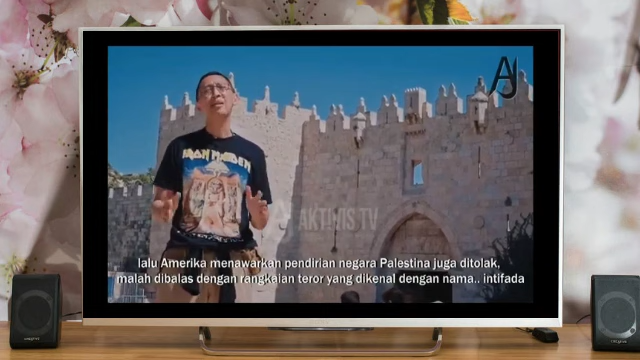 AJ
IRON MAIDEN
AKTIVIS TV
lalu Amerika menawarkan pendirian negara Palestina juga ditolak,
malah dibalas dengan rangkaian teror yang dikenal dengan nama.. intifada